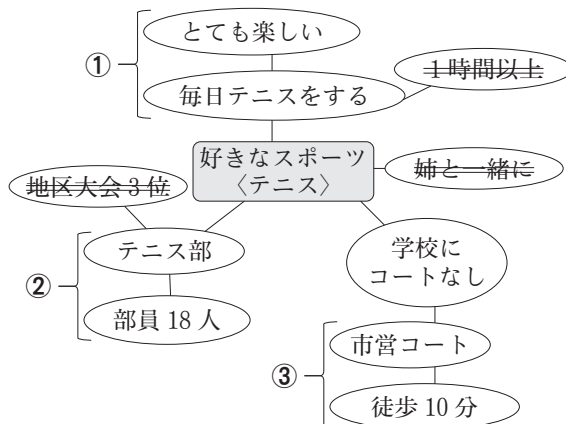 とても楽しい
①
1時間以上
毎日テニスをする
好きなスポーツ
〈テニス〉
姉と一緒に
地区大会3位
テニス部
学校に
コートなし
②
部員18人
市営コート
③
徒歩10分